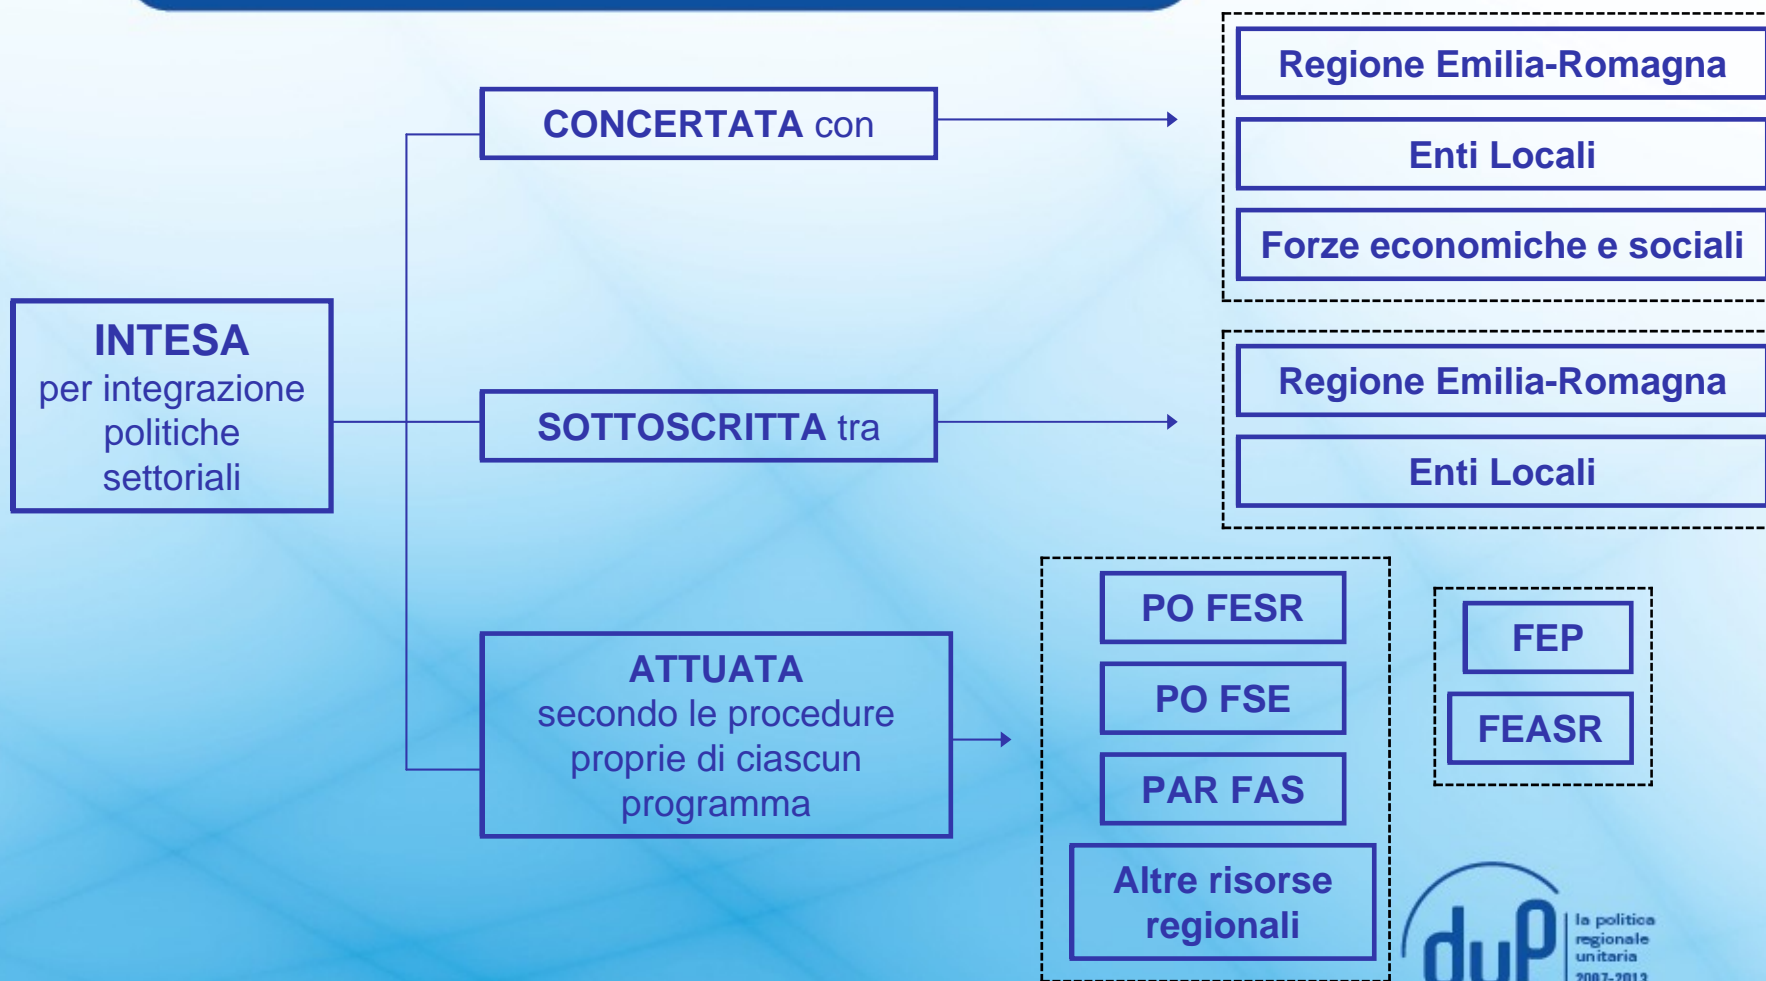 CONCERTATA con
Regione Emilia-Romagna
Enti Locali
Forze economiche e sociali
INTESA
per integrazione
politiche
settoriali
SOTTOSCRITTA tra
Regione Emilia-Romagna
Enti Locali
ATTUATA
secondo le procedure
proprie di ciascun
programma
PO FESR
PO FSE
PAR FAS
Altre risorse
regionali
FEP
FEASR
dup
la politica
regionale
unitaria
2007-2013